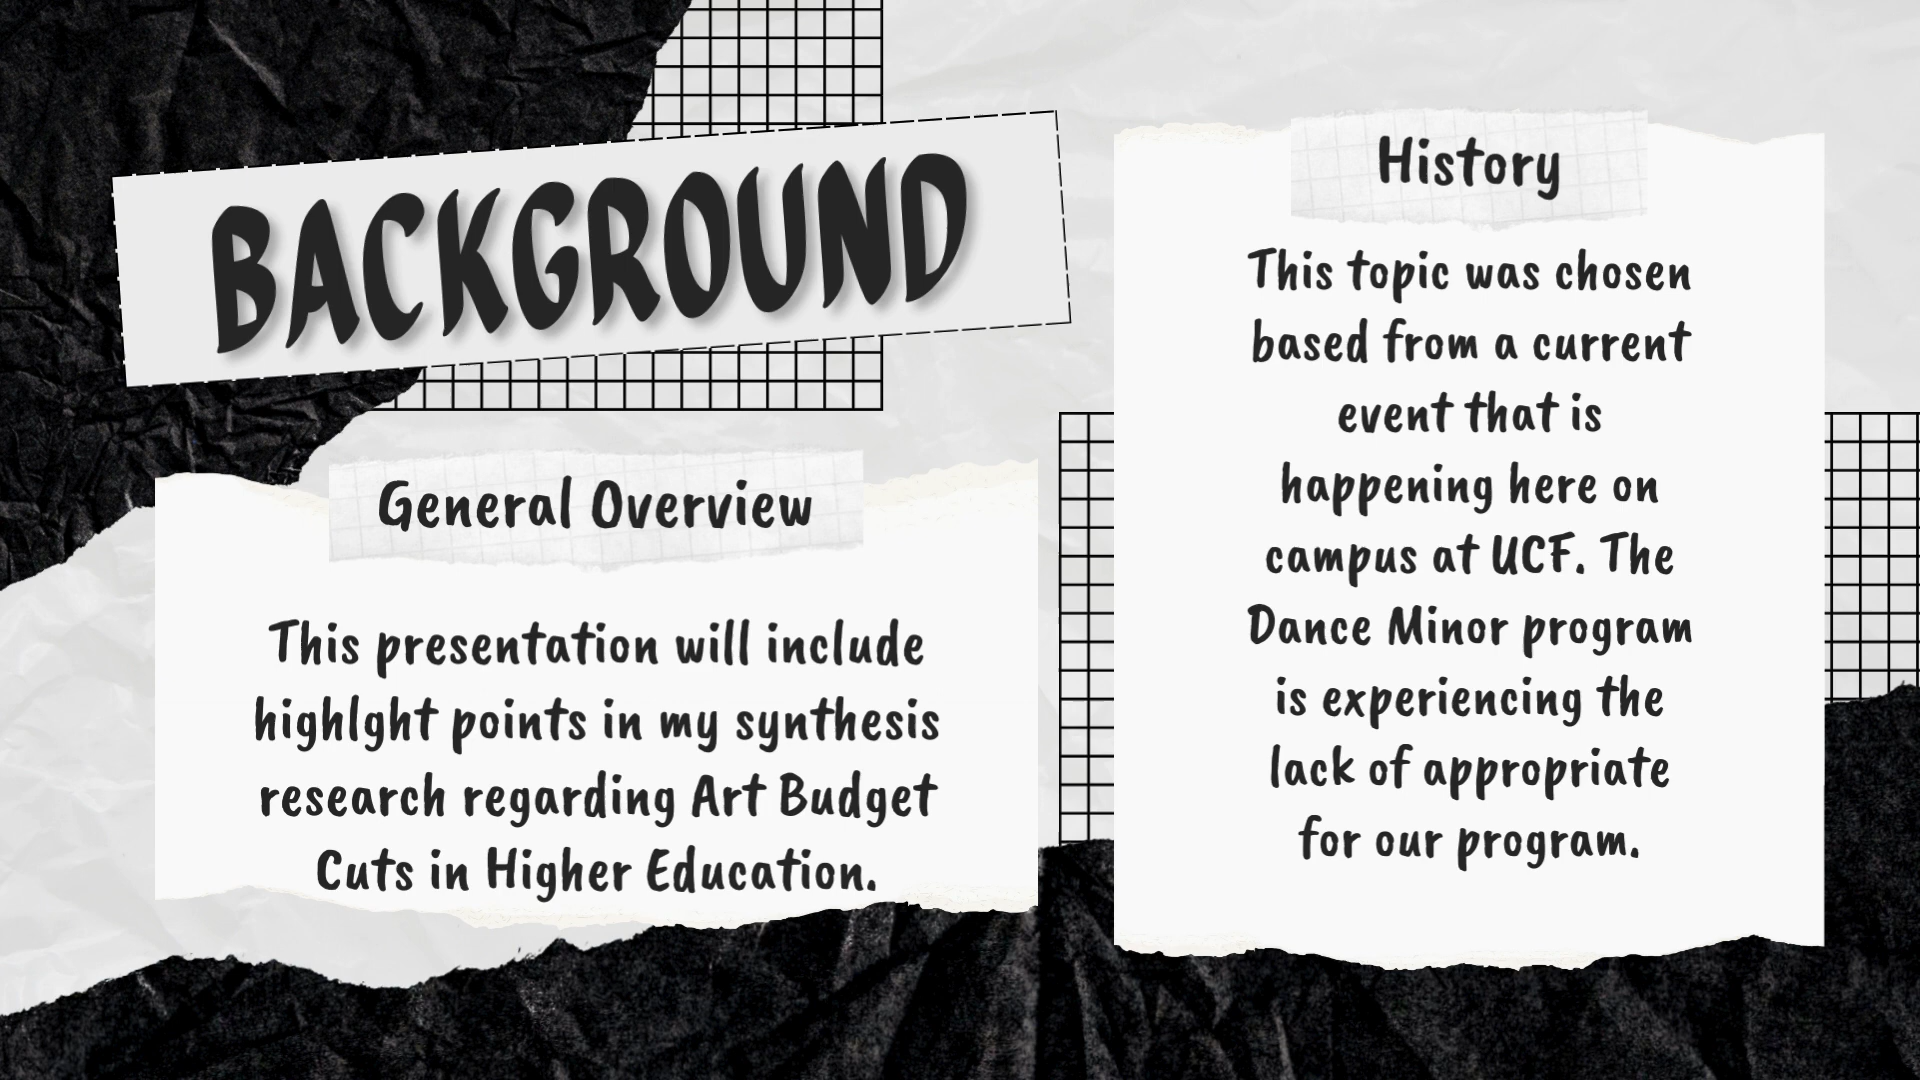 BACKGROUND
General Overview
This presentation will include
highlght points in my synthesis
research regarding Art Budget
Cuts in Higher Education.
History
This topic was chosen
based from a current
event that is
happening here on
campus at UCF. The
Dance Minor program
is experiencing the
lack of appropriate
for our program.